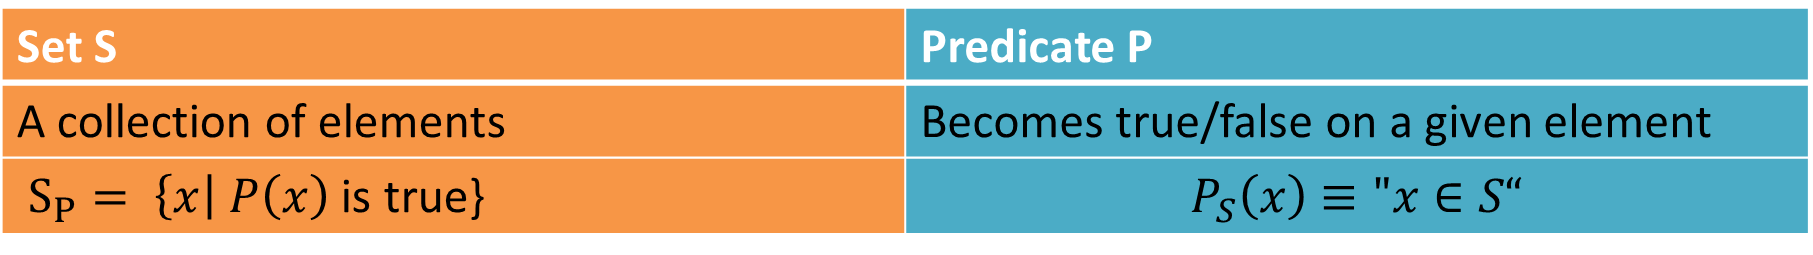 Set S
Predicate P
A collection of elements
Becomes true/false on a given element
S_P = {x| P(x) is true}
P_S(x) ≡ "x ∈ S“